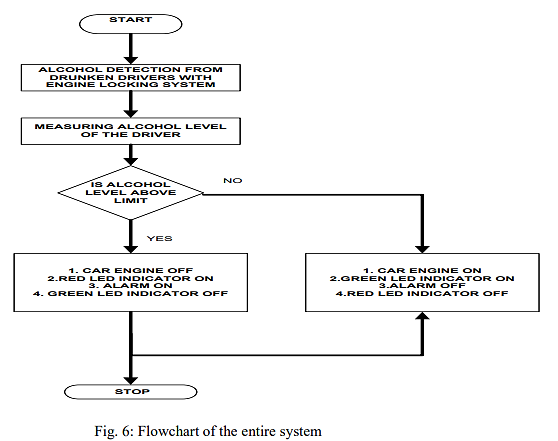 START
ALCOHOL DETECTION FROM
DRUNKEN DRIVERS WITH
ENGINE LOCKING SYSTEM
MEASURING ALCOHOL LEVEL
OF THE DRIVER
IS ALCOHOL
LEVEL ABOVE
LIMIT
NO
YES
1. CAR ENGINE OFF
2.RED LED INDICATOR ON
3. ALARM ON
4. GREEN LED INDICATOR OFF
1. CAR ENGINE ON
2.GREEN LED INDICATOR ON
3.ALARM OFF
4.RED LED INDICATOR OFF
STOP
Fig. 6: Flowchart of the entire system